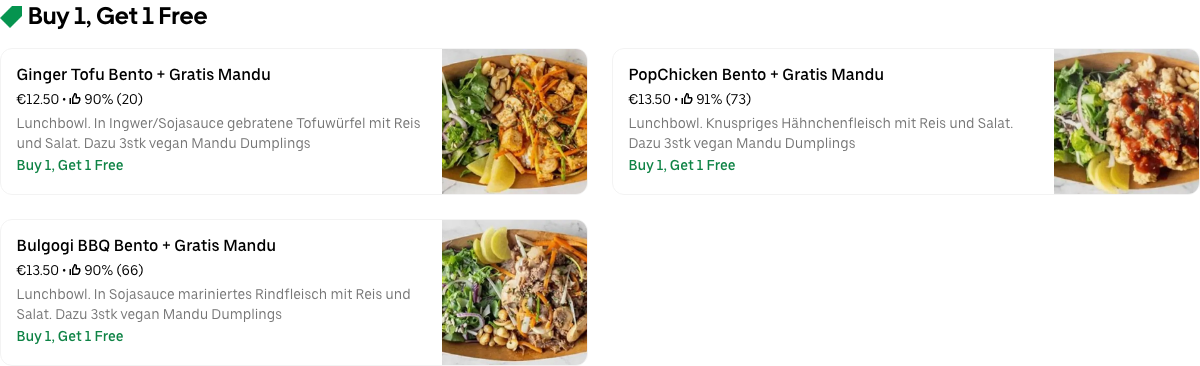 Buy 1, Get 1 Free
Ginger Tofu Bento + Gratis Mandu
€12.50 • 90% (20)
Lunchbowl. In Ingwer/Sojasauce gebratene Tofuwürfel mit Reis
und Salat. Dazu 3stk vegan Mandu Dumplings
Buy 1, Get 1 Free
PopChicken Bento + Gratis Mandu
€13.50 • 91% (73)
Lunchbowl. Knuspriges Hähnchenfleisch mit Reis und Salat.
Dazu 3stk vegan Mandu Dumplings
Buy 1, Get 1 Free
Bulgogi BBQ Bento + Gratis Mandu
€13.50 • 90% (66)
Lunchbowl. In Sojasauce mariniertes Rindfleisch mit Reis und
Salat. Dazu 3stk vegan Mandu Dumplings
Buy 1, Get 1 Free